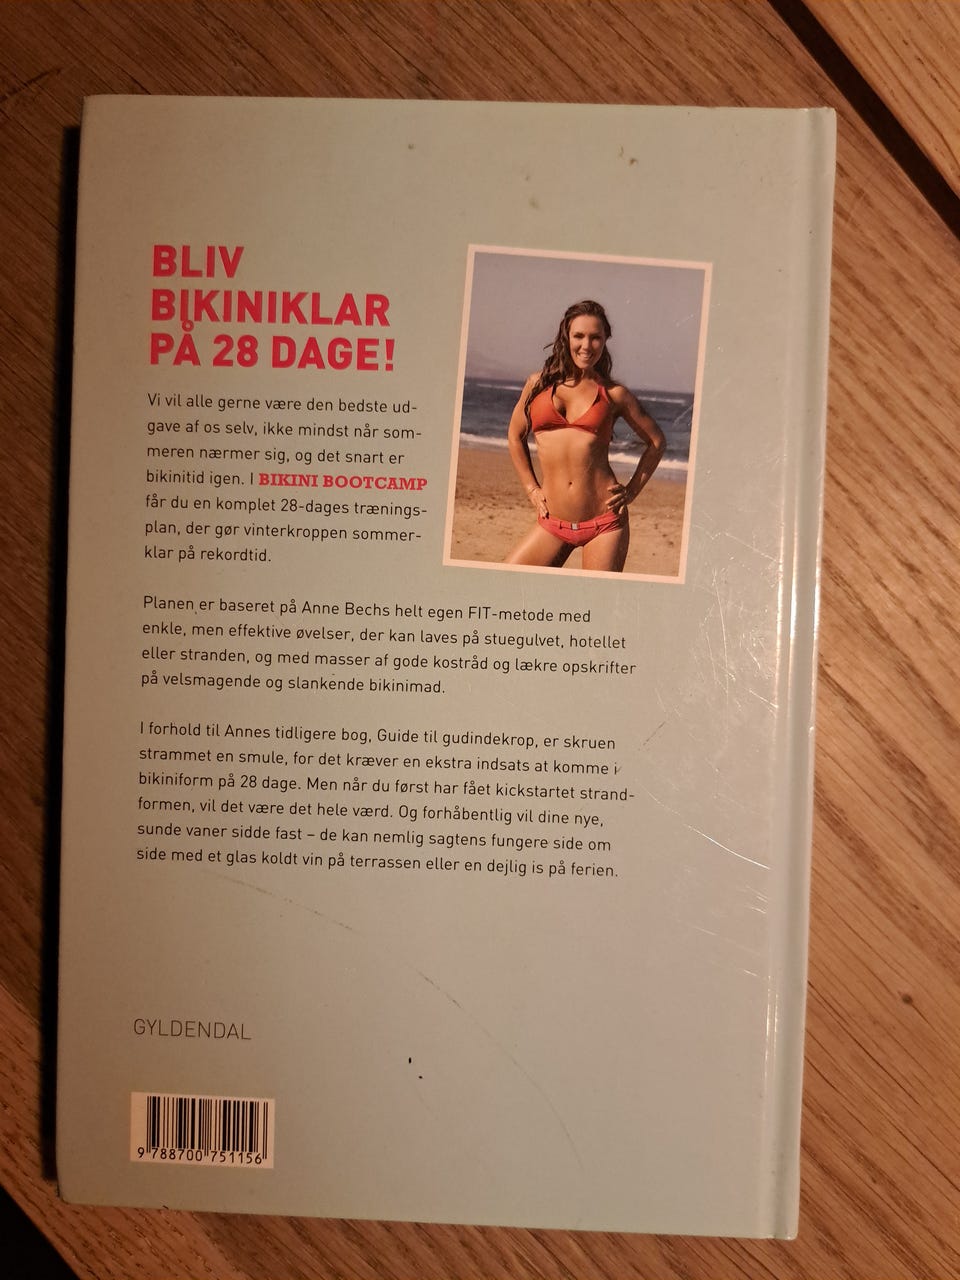 BLIV
BIKINIKLAR
PÅ 28 DAGE!
Vi vil alle gerne være den bedste ud-
gave af os selv, ikke mindst når som-
meren nærmer sig, og det snart er
bikinitid igen. I BIKINI BOOTCAMP
får du en komplet 28-dages trænings-
plan, der gør vinterkroppen sommer-
klar på rekordtid.
Planen er baseret på Anne Bechs helt egen FIT-metode med
enkle, men effektive øvelser, der kan laves på stuegulvet, hotellet
eller stranden, og med masser af gode kostråd og lækre opskrifter
på velsmagende og slankende bikinimad.
I forhold til Annes tidligere bog, Guide til gudindekrop, er skruen
strammet en smule, for det kræver en ekstra indsats at komme i
bikiniform på 28 dage. Men når du først har fået kickstartet strand-
formen, vil det være det hele værd. Og forhåbentlig vil dine nye,
sunde vaner sidde fast – de kan nemlig sagtens fungere side om
side med et glas koldt vin på terrassen eller en dejlig is på ferien.
GYLDENDAL
9 788700 751156